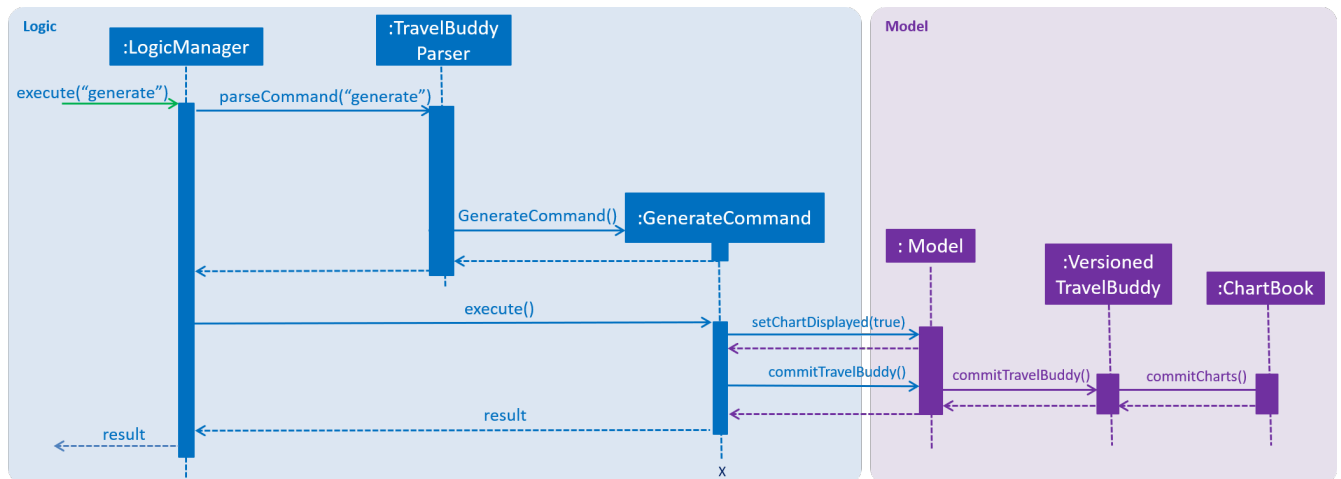 Logic
Model
:TravelBuddy
Parser
:LogicManager
execute(“generate”)
parseCommand(“generate”)
GenerateCommand()
:GenerateCommand
: Model
:Versioned
TravelBuddy
:ChartBook
execute()
setChartDisplayed(true)
commitTravelBuddy()
commitTravelBuddy()
commitCharts()
result
result
X